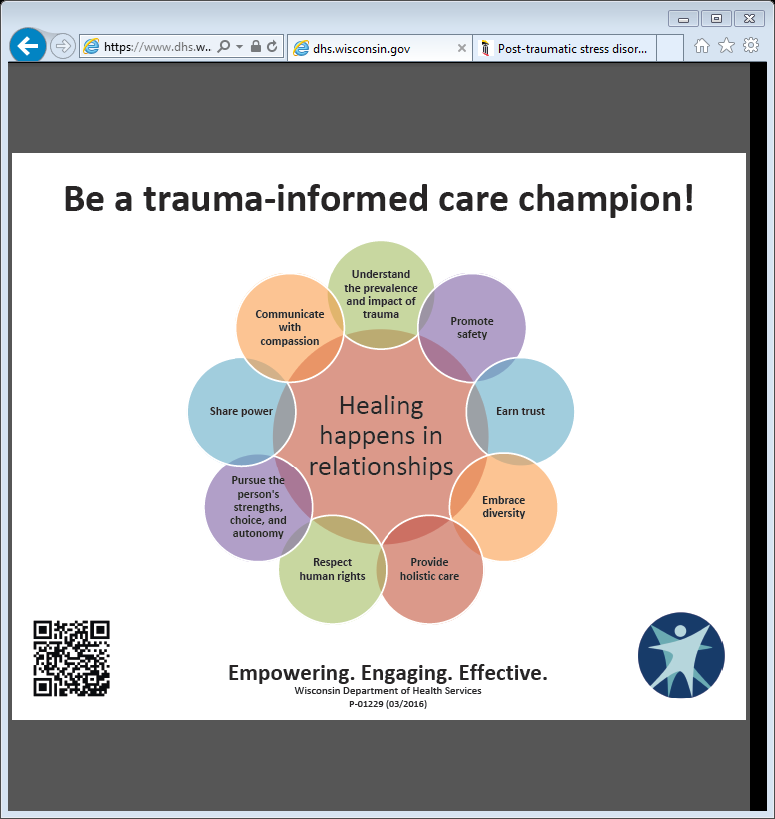 https://www.dhs.w...
dhs.wisconsin.gov
Post-traumatic stress disor...
Be a trauma-informed care champion!
Understand
the prevalence
and impact of
trauma
Promote
safety
Earn trust
Embrace
diversity
Provide
holistic care
Respect
human rights
Pursue the
person's
strengths,
choice, and
autonomy
Share power
Communicate
with
compassion
Healing
happens in
relationships
Empowering. Engaging. Effective.
Wisconsin Department of Health Services
P-01229 (03/2016)